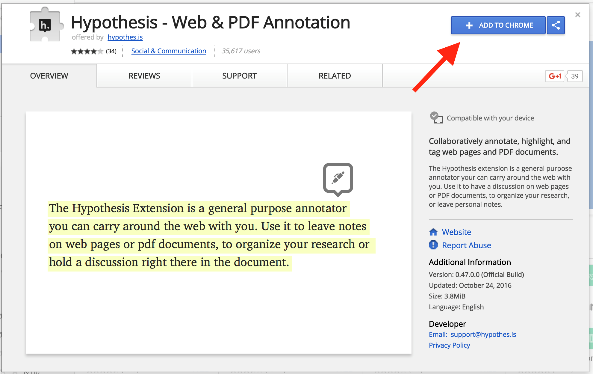 h.
Hypothesis - Web & PDF Annotation
offered by hypothes.is
(34) Social & Communication 35,617 users
+ ADD TO CHROME
×
OVERVIEW REVIEWS SUPPORT RELATED
G+1 39
The Hypothesis Extension is a general purpose annotator
you can carry around the web with you. Use it to leave notes
on web pages or pdf documents, to organize your research or
hold a discussion right there in the document.
Compatible with your device
Collaboratively annotate, highlight, and
tag web pages and PDF documents.
The Hypothesis extension is a general purpose
annotator you can carry around the web with
you. Use it to have a discussion on web pages
or PDF documents, to organize your research,
or leave personal notes.
Website
Report Abuse
Additional Information
Version: 0.47.0.0 (Official Build)
Updated: October 24, 2016
Size: 3.8MiB
Language: English
Developer
Email: support@hypothes.is
Privacy Policy